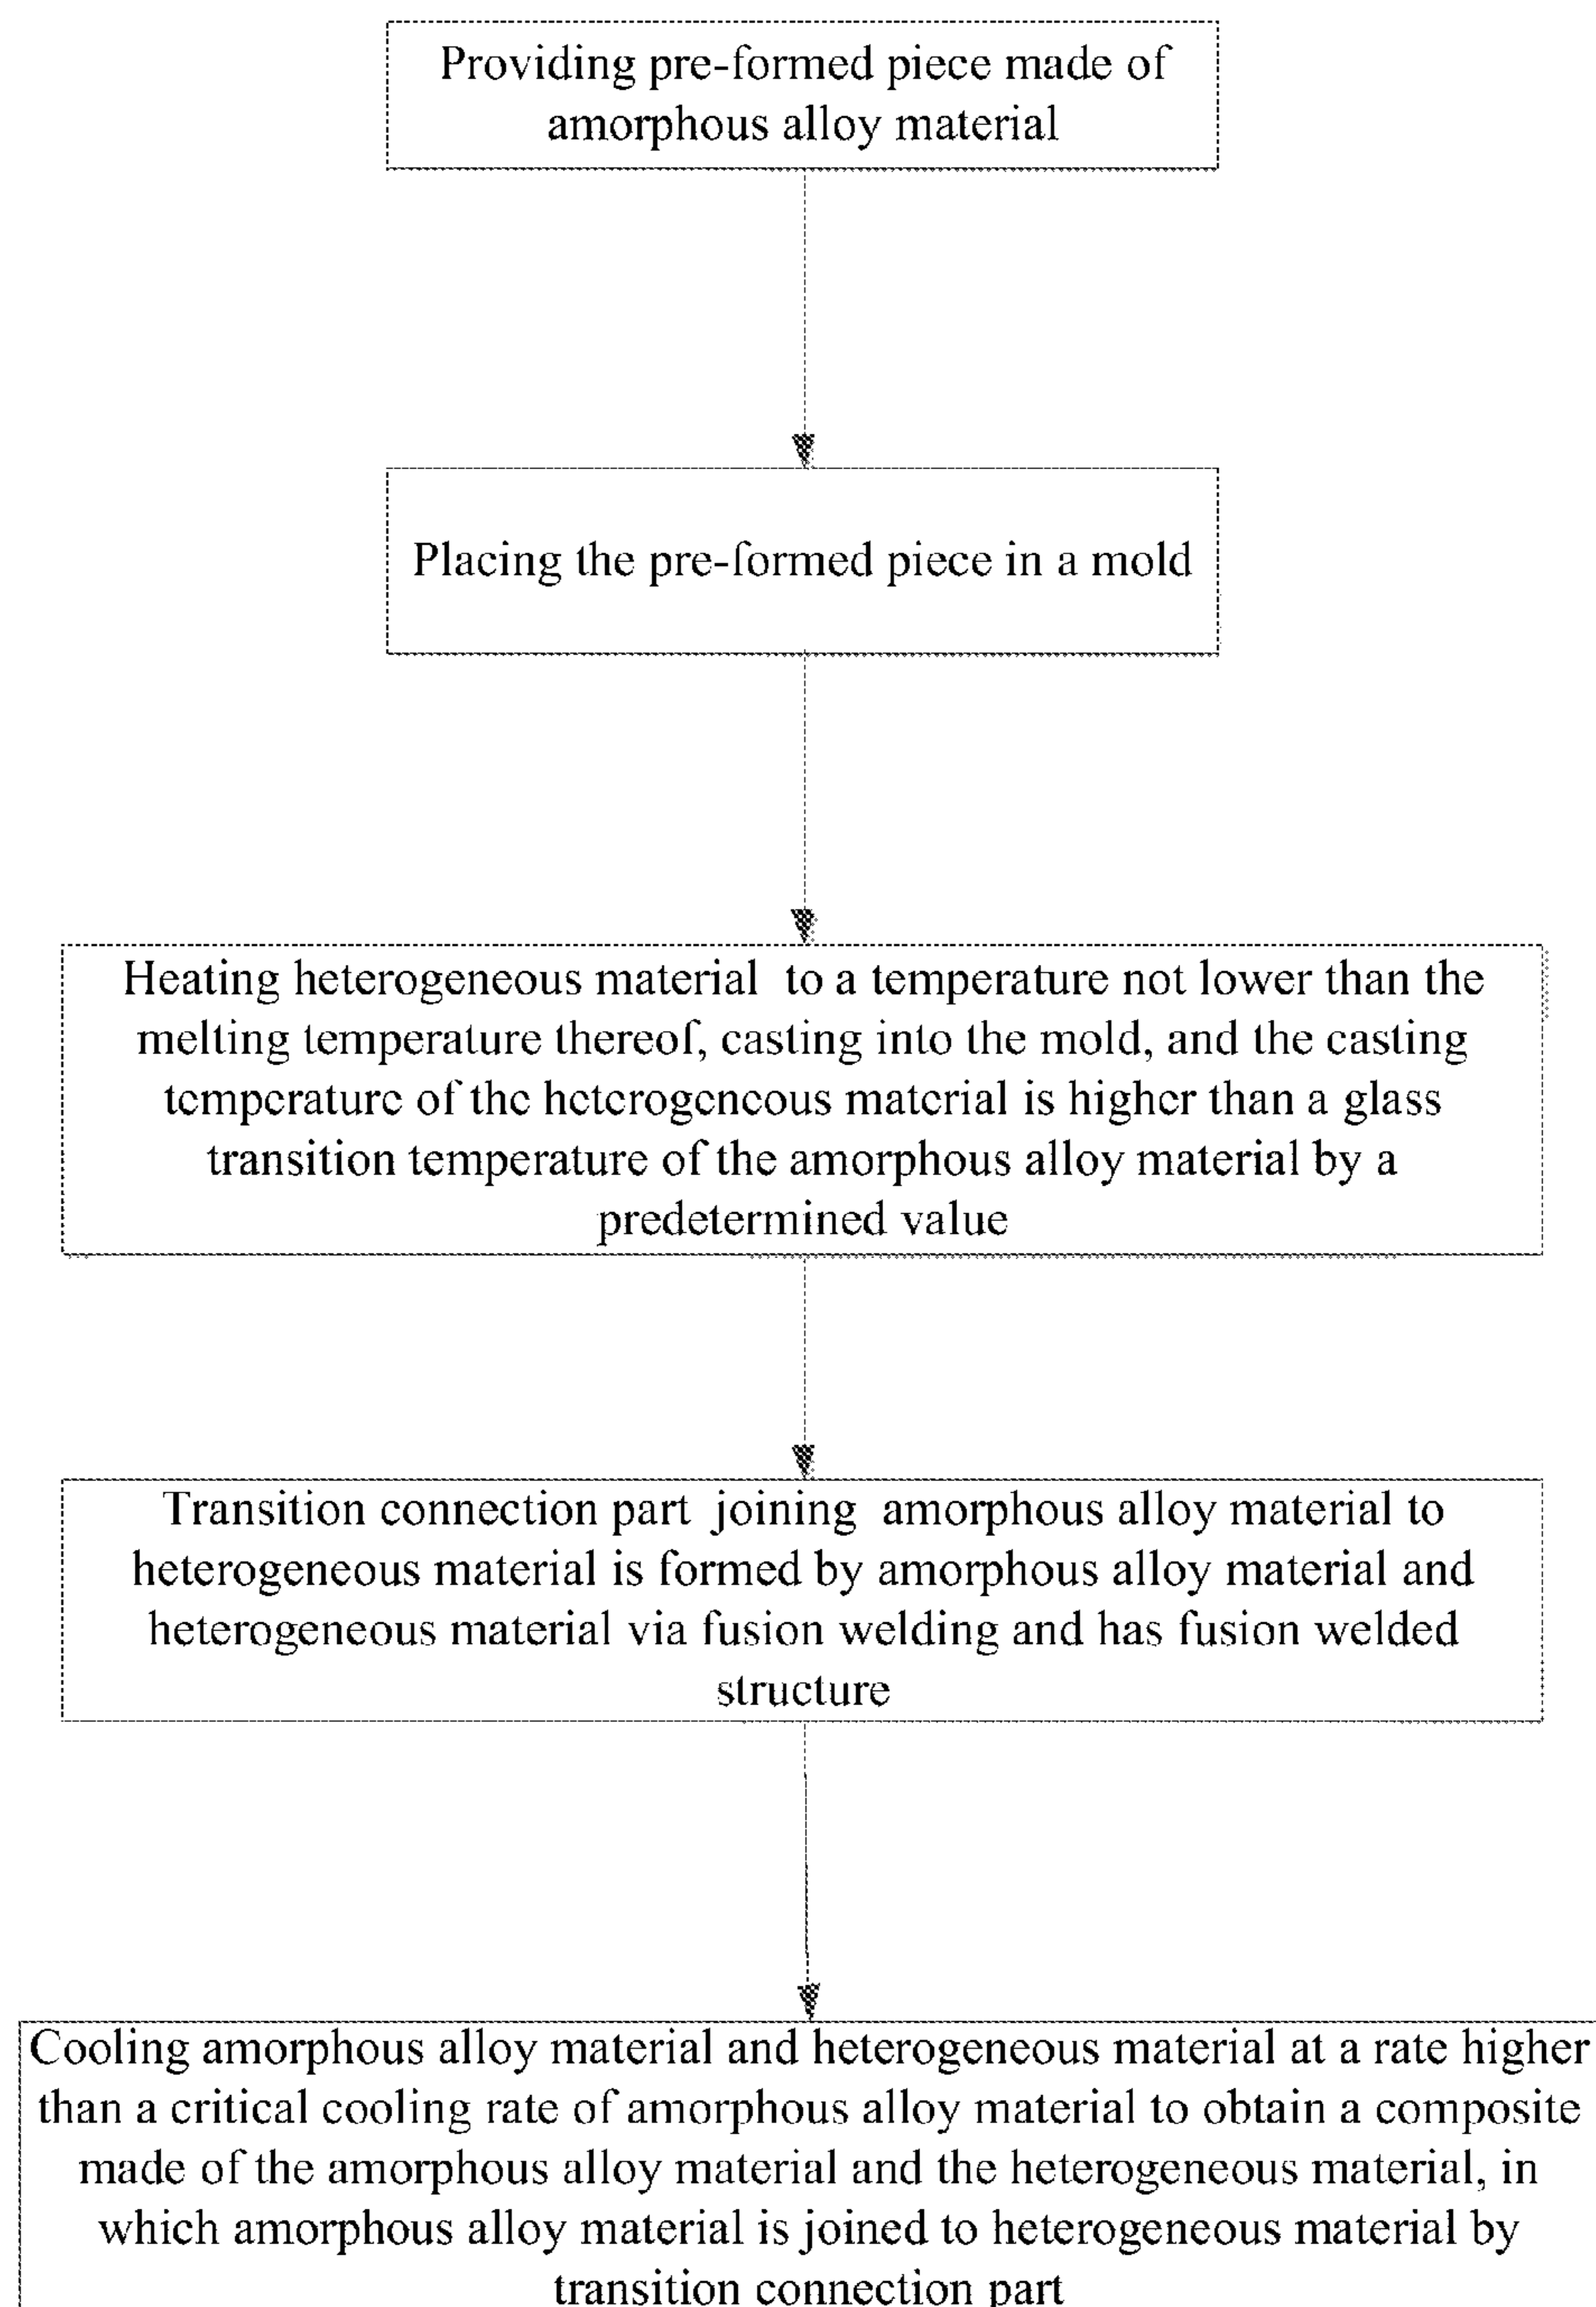 Providing pre-formed piece made of
amorphous alloy material
Placing the pre-formed piece in a mold
Heating heterogeneous material to a temperature not lower than the
melting temperature thereof, casting into the mold, and the casting
temperature of the heterogeneous material is higher than a glass
transition temperature of the amorphous alloy material by a
predetermined value
Transition connection part joining amorphous alloy material to
heterogeneous material is formed by amorphous alloy material and
heterogeneous material via fusion welding and has fusion welded
structure
Cooling amorphous alloy material and heterogeneous material at a rate higher
than a critical cooling rate of amorphous alloy material to obtain a composite
made of the amorphous alloy material and the heterogeneous material, in
which amorphous alloy material is joined to heterogeneous material by
transition connection part